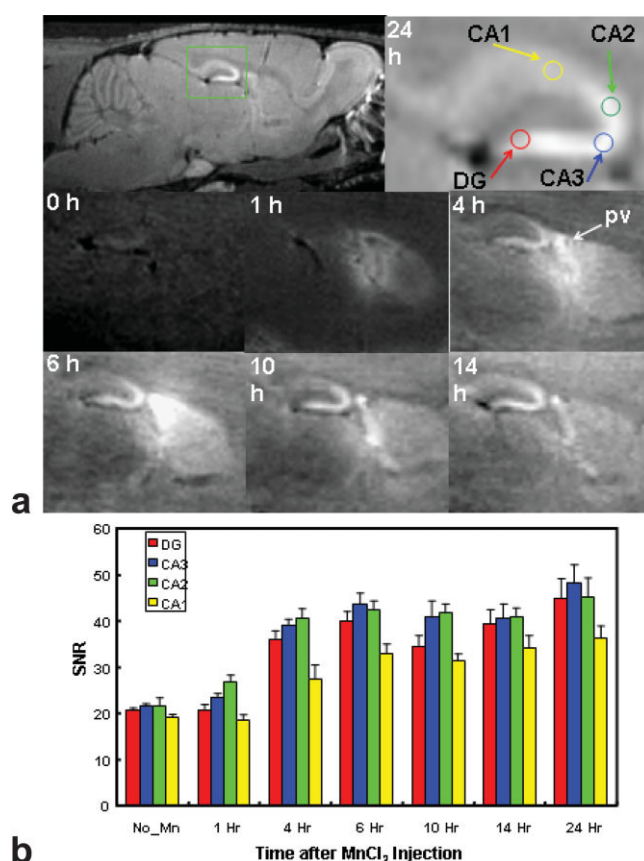 a
24
h
CA1
CA2
DG
CA3
0 h
1 h
4 h
pv
6 h
10
h
14
h
b
60
50
40
30
20
10
0
SNR
DG
CA3
CA2
CA1
No_Mn
1 Hr
4 Hr
6 Hr
10 Hr
14 Hr
24 Hr
Time after MnCl₂ Injection